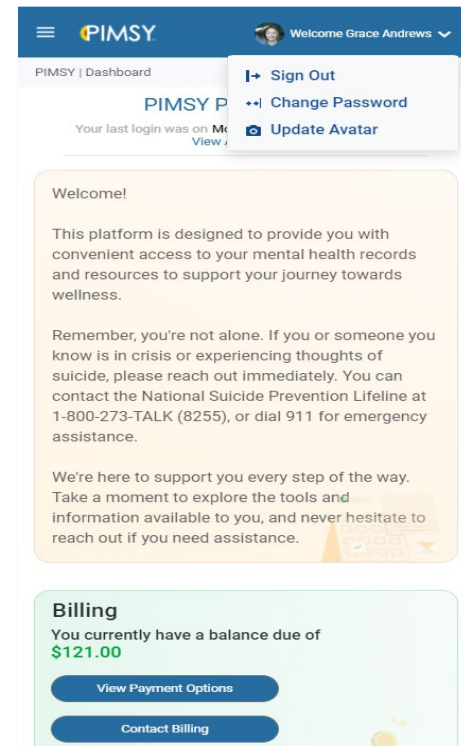 PIMSY
Welcome Grace Andrews
PIMSY | Dashboard
Sign Out
Change Password
Update Avatar
PIMSY P
Your last login was on
View
Welcome!
This platform is designed to provide you with
convenient access to your mental health records
and resources to support your journey towards
wellness.
Remember, you're not alone. If you or someone you
know is in crisis or experiencing thoughts of
suicide, please reach out immediately. You can
contact the National Suicide Prevention Lifeline at
1-800-273-TALK (8255), or dial 911 for emergency
assistance.
We're here to support you every step of the way.
Take a moment to explore the tools and
information available to you, and never hesitate to
reach out if you need assistance.
Billing
You currently have a balance due of
$121.00
View Payment Options
Contact Billing